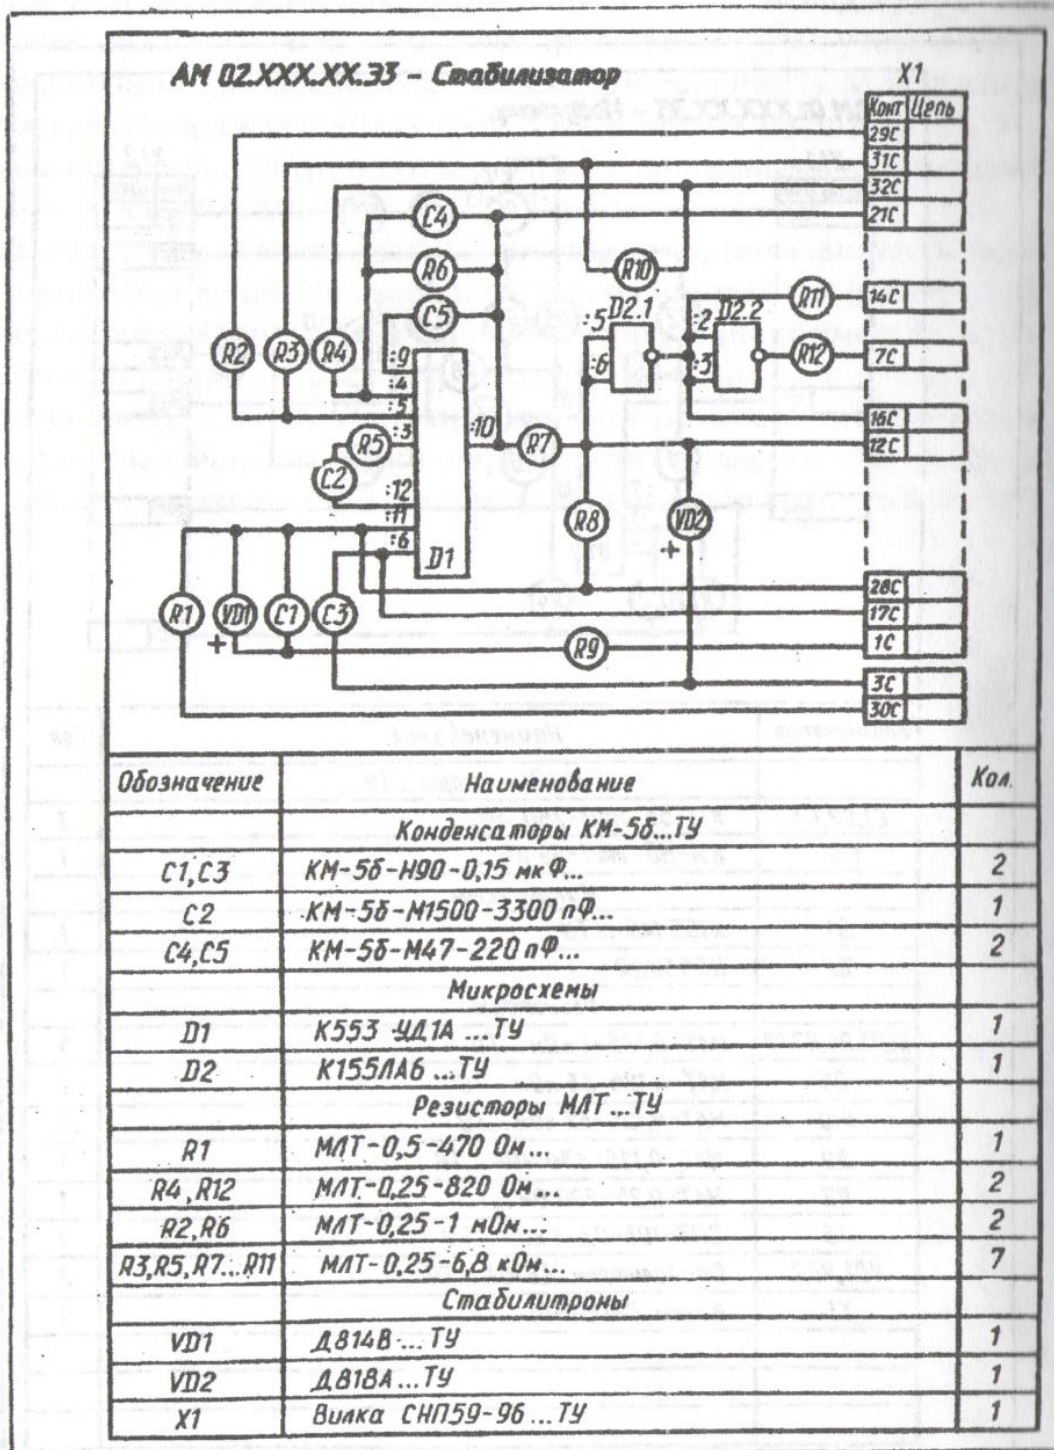 АМ 02.XXX.XX.ЭЗ – Стабилизатор
X1
Конт Цепь
29С
31С
32С
21С
C4
R6
R10
C5
:5 D2.1 :2 D2.2
R11 14С
R2 R3 R4 :9
:6 :3 R12 7С
:4
:5
16С
R5 :3 :10 R7 12С
C2
:12
:11
R8 VD2
+
:6
D1
28С
R1 VD1 C1 C3 17С
+
R9 1С
3С
30С
Обозначение Наименование Кол.
Конденсаторы КМ-5б...ТУ
C1,C3 КМ-5б-Н90-0,15 мкФ... 2
C2 КМ-5б-М1500-3300 пФ... 1
C4,C5 КМ-5б-М47-220 пФ... 2
Микросхемы
D1 К553 УД1А ...ТУ 1
D2 К155ЛА6 ...ТУ 1
Резисторы МЛТ ...ТУ
R1 МЛТ-0,5-470 Ом... 1
R4,R12 МЛТ-0,25-820 Ом... 2
R2,R6 МЛТ-0,25-1 мОм... 2
R3,R5,R7...R11 МЛТ-0,25-6,8 кОм... 7
Стабилитроны
VD1 Д814В ...ТУ 1
VD2 Д818А ...ТУ 1
X1 Вилка СНП59-96 ...ТУ 1